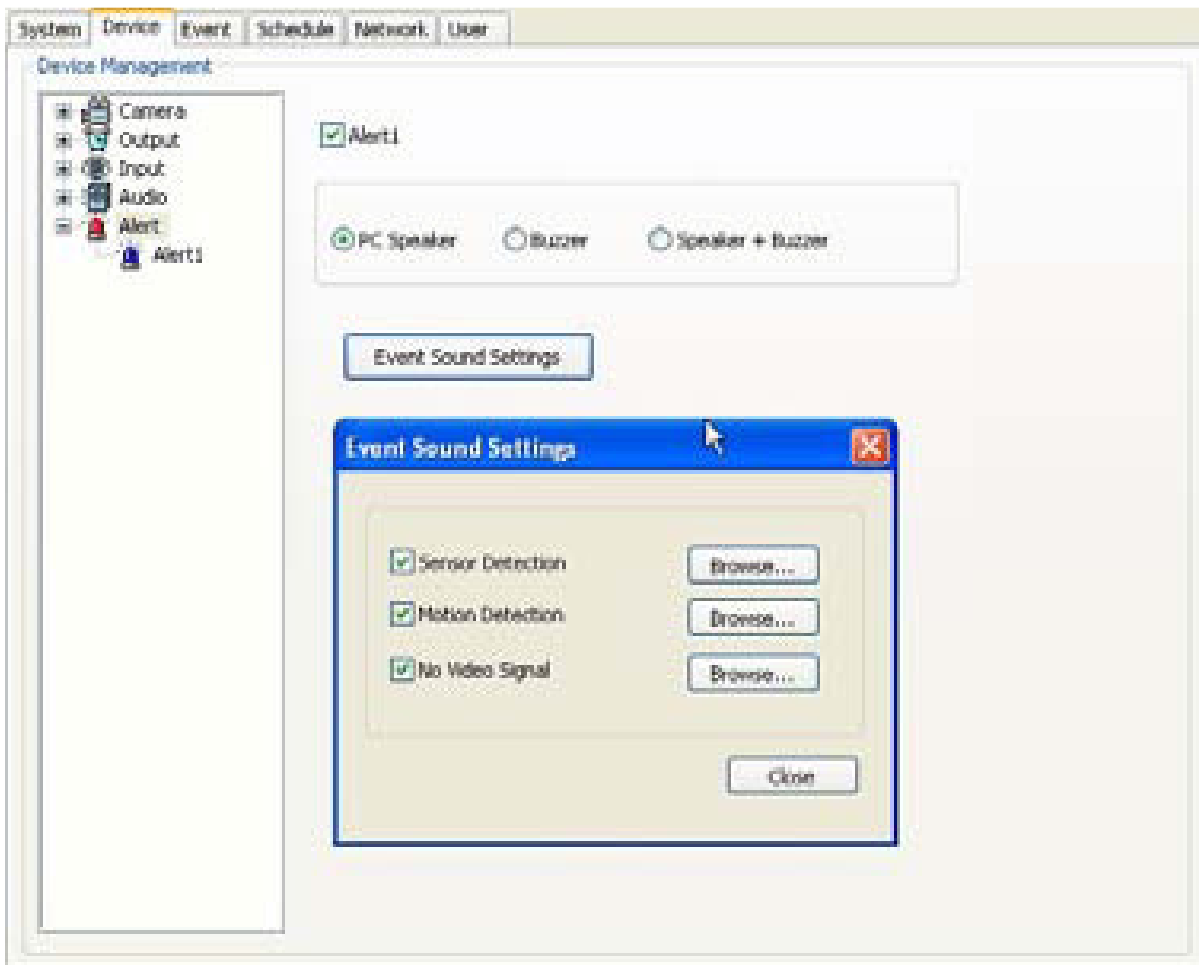 System Device Event Schedule Network User
Device Management
Camera
Output
Input
Audio
Alert
Alert1
Alert1
PC Speaker Buzzer Speaker + Buzzer
Event Sound Settings
Event Sound Settings
Sensor Detection Browse...
Motion Detection Browse...
No Video Signal Browse...
Close